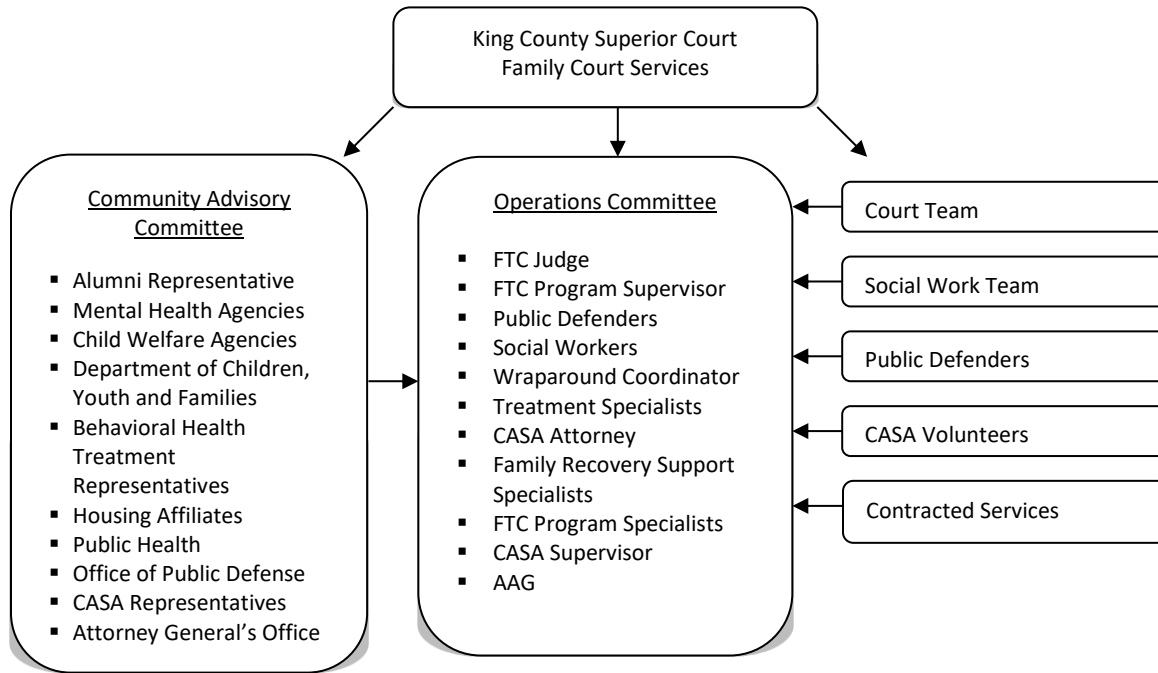 King County Superior Court
Family Court Services
Community Advisory
Committee
▪ Alumni Representative
▪ Mental Health Agencies
▪ Child Welfare Agencies
▪ Department of Children,
Youth and Families
▪ Behavioral Health
Treatment
Representatives
▪ Housing Affiliates
▪ Public Health
▪ Office of Public Defense
▪ CASA Representatives
▪ Attorney General’s Office
Operations Committee
▪ FTC Judge
▪ FTC Program Supervisor
▪ Public Defenders
▪ Social Workers
▪ Wraparound Coordinator
▪ Treatment Specialists
▪ CASA Attorney
▪ Family Recovery Support
Specialists
▪ FTC Program Specialists
▪ CASA Supervisor
▪ AAG
Court Team
Social Work Team
Public Defenders
CASA Volunteers
Contracted Services